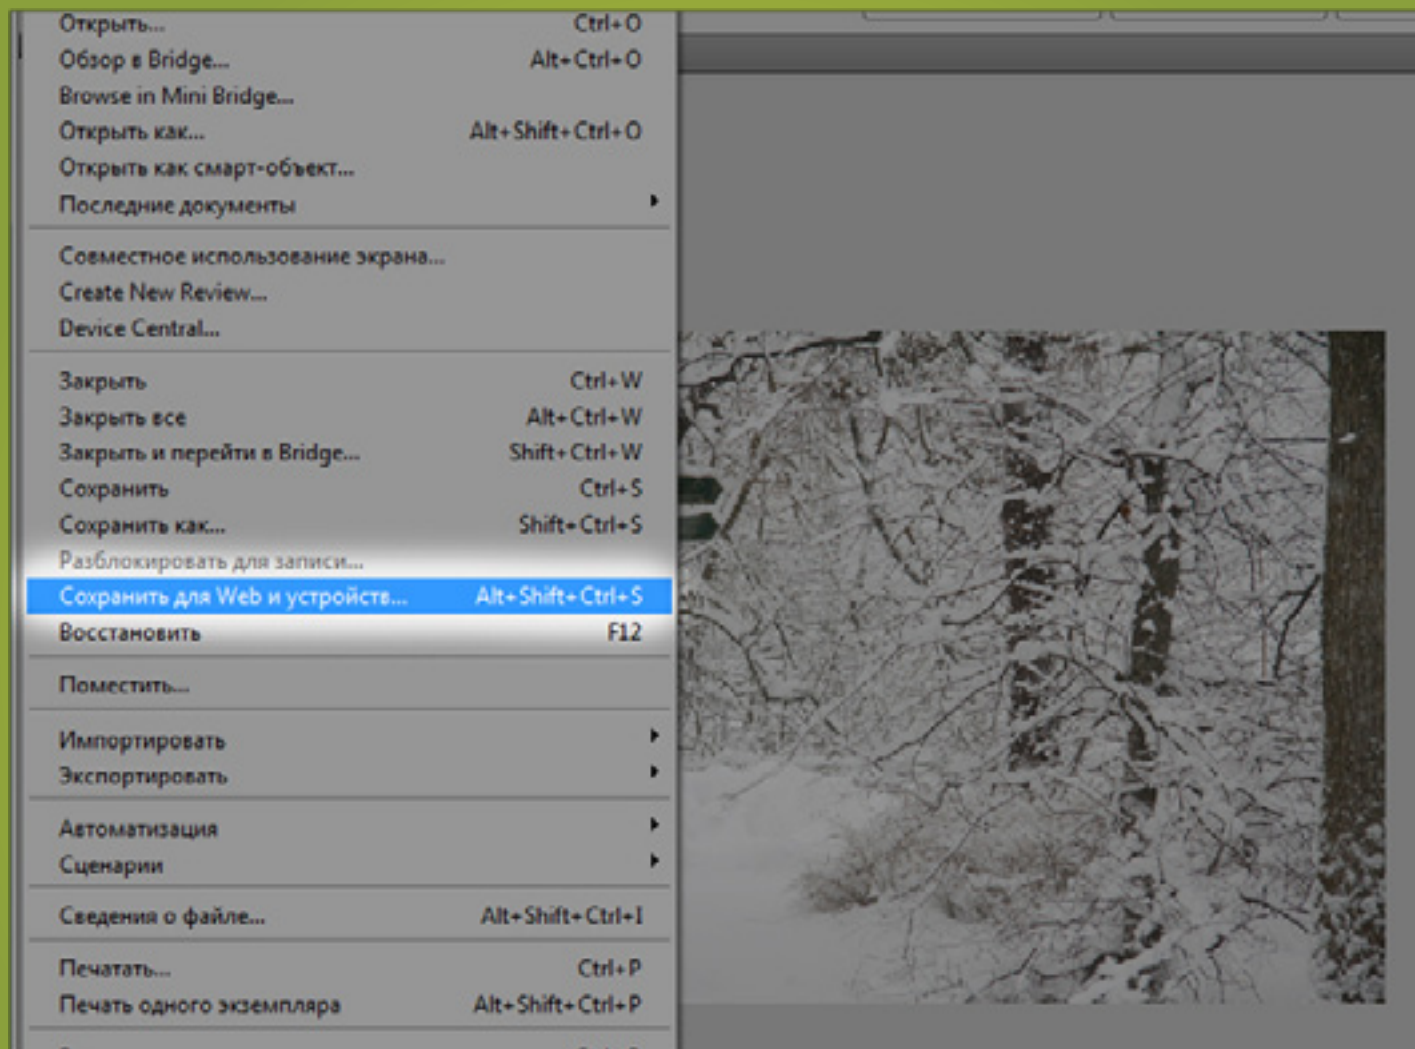 Открыть... Ctrl+O
Обзор в Bridge... Alt+Ctrl+O
Browse in Mini Bridge...
Открыть как... Alt+Shift+Ctrl+O
Открыть как смарт-объект...
Последние документы
Совместное использование экрана...
Create New Review...
Device Central...
Закрыть Ctrl+W
Закрыть все Alt+Ctrl+W
Закрыть и перейти в Bridge... Shift+Ctrl+W
Сохранить Ctrl+S
Сохранить как... Shift+Ctrl+S
Разблокировать для записи...
Сохранить для Web и устройств... Alt+Shift+Ctrl+S
Восстановить F12
Поместить...
Импортировать
Экспортировать
Автоматизация
Сценарии
Сведения о файле... Alt+Shift+Ctrl+I
Печатать... Ctrl+P
Печать одного экземпляра Alt+Shift+Ctrl+P